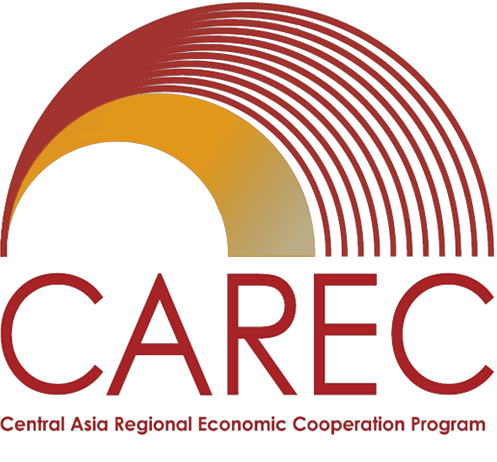 CAREC
Central Asia Regional Economic Cooperation Program